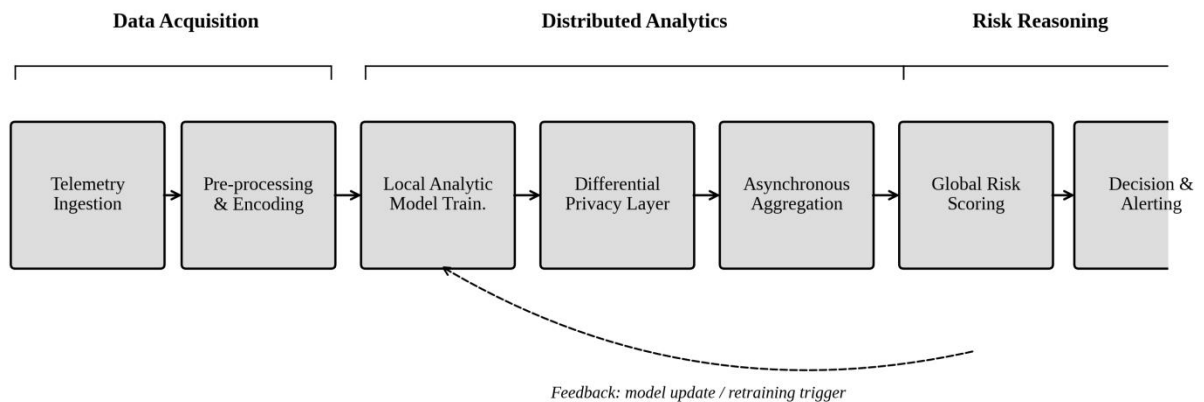 Data Acquisition
Distributed Analytics
Risk Reasoning
Telemetry
Ingestion
Pre-processing
& Encoding
Local Analytic
Model Train.
Differential
Privacy Layer
Asynchronous
Aggregation
Global Risk
Scoring
Decision &
Alerting
Feedback: model update / retraining trigger